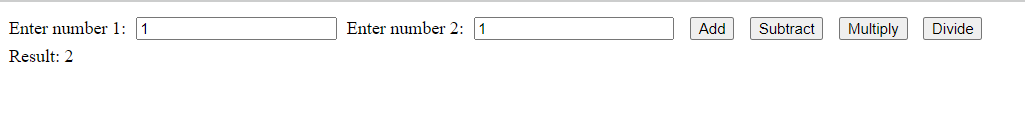 Enter number 1: 1 Enter number 2: 1 Add Subtract Multiply Divide
Result: 2